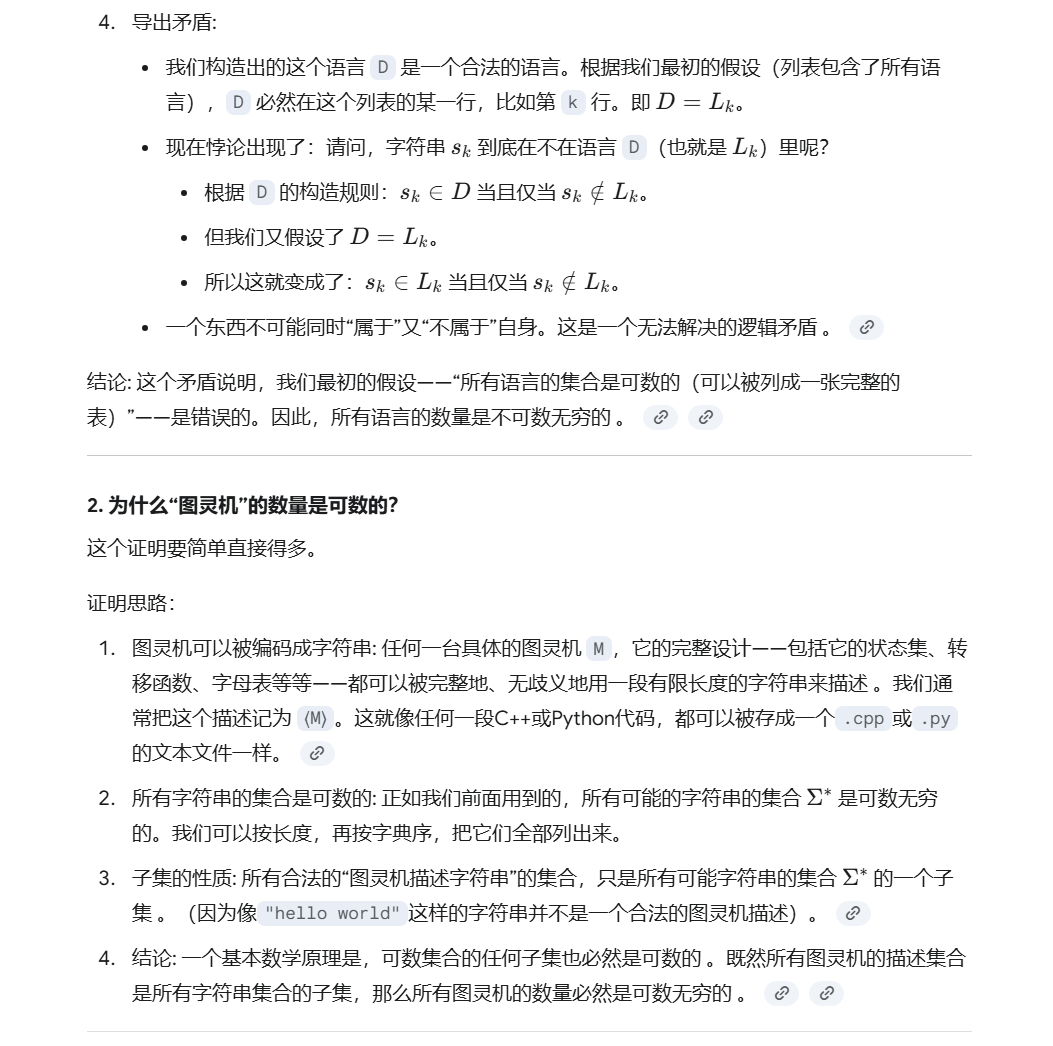 4. 导出矛盾:
• 我们构造出的这个语言 D 是一个合法的语言。根据我们最初的假设（列表包含了所有语
言），D 必然在这个列表的某一行，比如第 k 行。即 D = Lₖ。
• 现在悖论出现了：请问，字符串 sₖ 到底在不在语言 D（也就是 Lₖ）里呢？
• 根据 D 的构造规则：sₖ ∈ D 当且仅当 sₖ ∉ Lₖ。
• 但我们又假设了 D = Lₖ。
• 所以这就变成了：sₖ ∈ Lₖ 当且仅当 sₖ ∉ Lₖ。
• 一个东西不可能同时“属于”又“不属于”自身。这是一个无法解决的逻辑矛盾 。
结论: 这个矛盾说明，我们最初的假设——“所有语言的集合是可数的（可以被列成一张完整的
表）”——是错误的。因此，所有语言的数量是不可数无穷的 。
2. 为什么“图灵机”的数量是可数的？
这个证明要简单直接得多。
证明思路：
1. 图灵机可以被编码成字符串: 任何一台具体的图灵机 M，它的完整设计——包括它的状态集、转
移函数、字母表等等——都可以被完整地、无歧义地用一段有限长度的字符串来描述 。我们通
常把这个描述记为 ⟨M⟩ 。这就像任何一段C++或Python代码，都可以被存成一个 .cpp 或 .py
的文本文件一样。
2. 所有字符串的集合是可数的: 正如我们前面用到的，所有可能的字符串的集合 Σ* 是可数无穷
的。我们可以按长度，再按字典序，把它们全部列出来。
3. 子集的性质: 所有合法的“图灵机描述字符串”的集合，只是所有可能字符串的集合 Σ* 的一个子
集 。（因为像 "hello world" 这样的字符串并不是一个合法的图灵机描述）。
4. 结论: 一个基本数学原理是，可数集合的任何子集也必然是可数的 。既然所有图灵机的描述集合
是所有字符串集合的子集，那么所有图灵机的数量必然是可数无穷的 。